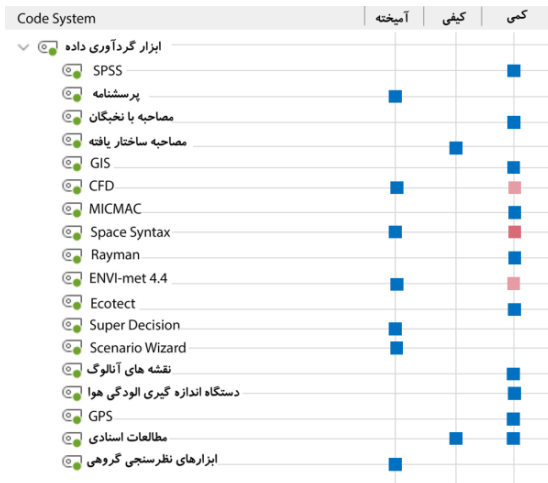 Code System آمیخته کیفی کمی
ابزار گردآوری داده
SPSS
پرسشنامه
مصاحبه با نخبگان
مصاحبه ساختار یافته
GIS
CFD
MICMAC
Space Syntax
Rayman
ENVI-met 4.4
Ecotect
Super Decision
Scenario Wizard
نقشه های آنالوگ
دستگاه اندازه گیری الودگی هوا
GPS
مطالعات اسنادی
ابزارهای نظرسنجی گروهی